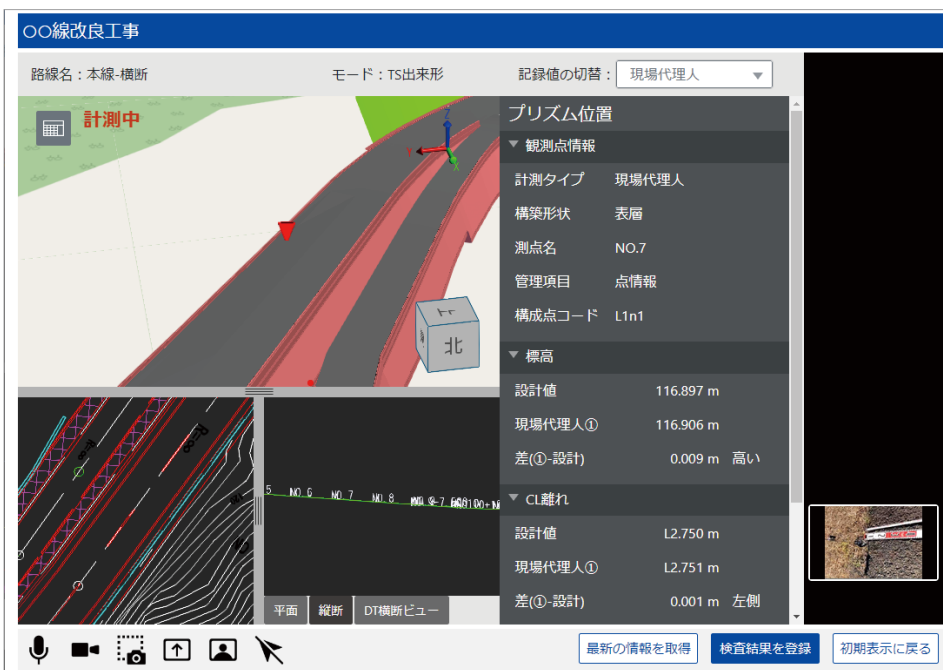 〇〇線改良工事
路線名：本線-横断 モード：TS出来形 記録値の切替： 現場代理人
計測中
Z
Y
X
上
北
プリズム位置
観測点情報
計測タイプ 現場代理人
構築形状 表層
測点名 NO.7
管理項目 点情報
構成点コード L1n1
標高
設計値 116.897 m
現場代理人① 116.906 m
差(①-設計) 0.009 m 高い
CL離れ
設計値 L2.750 m
現場代理人① L2.751 m
差(①-設計) 0.001 m 左側
R=∞
R=∞
5 NO.6 NO.7 NO.8
平面 縦断 DT横断ビュー
最新の情報を取得 検査結果を登録 初期表示に戻る